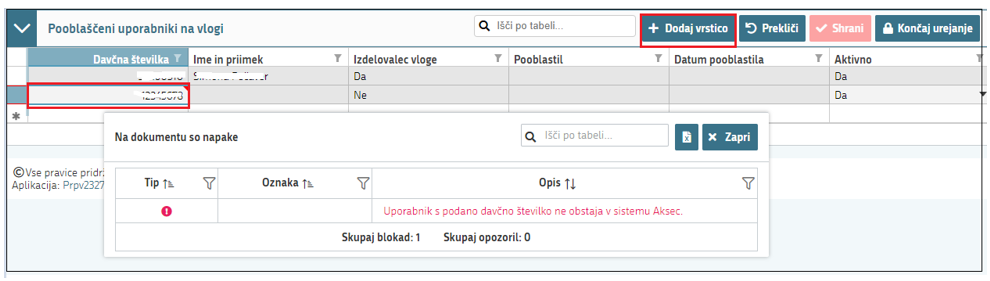 Pooblaščeni uporabniki na vlogi
Išči po tabeli...
Dodaj vrstico
Prekliči
Shrani
Končaj urejanje
Davčna številka Ime in priimek Izdelovalec vloge Pooblastil Datum pooblastila Aktivno
Da Da
Ne Da
Na dokumentu so napake
Išči po tabeli...
Zapri
Tip Oznaka Opis
Uporabnik s podano davčno številko ne obstaja v sistemu Aksec.
Skupaj blokad: 1 Skupaj opozoril: 0
©Vse pravice pridrž
Aplikacija: Prpv2327